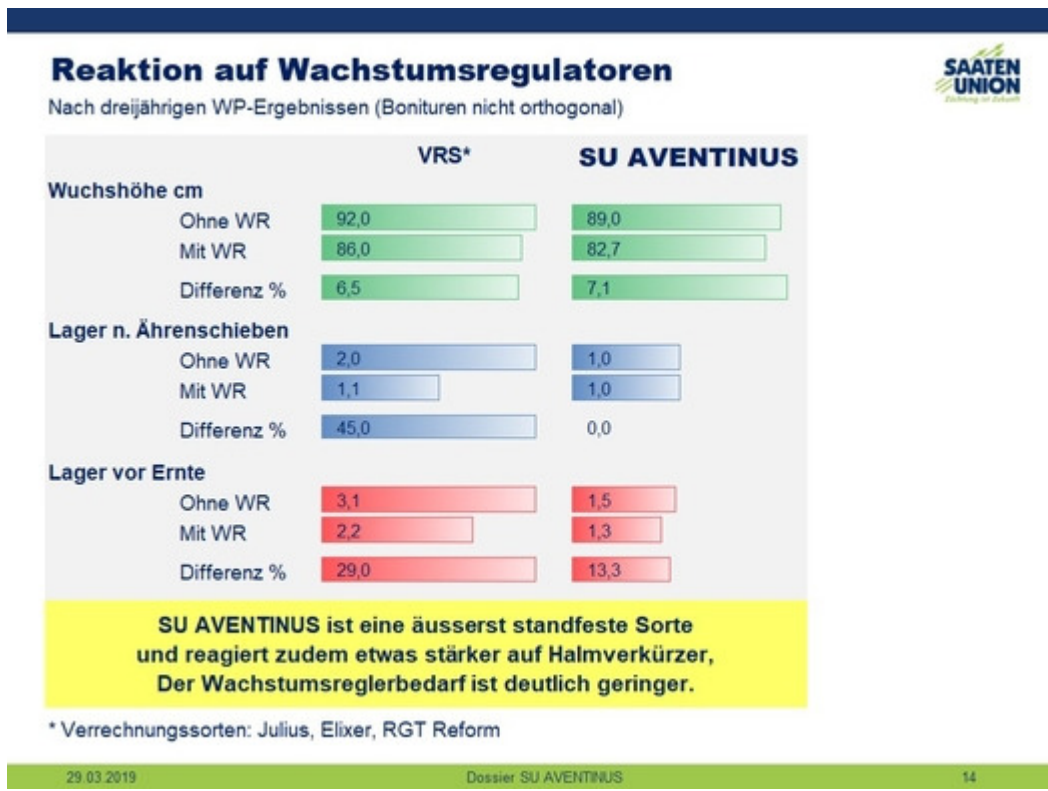 Reaktion auf Wachstumsregulatoren
SAATEN
UNION
Züchtung ist Zukunft
Nach dreijährigen WP-Ergebnissen (Bonituren nicht orthogonal)
VRS* SU AVENTINUS
Wuchshöhe cm
Ohne WR 92,0 89,0
Mit WR 86,0 82,7
Differenz % 6,5 7,1
Lager n. Ährenschieben
Ohne WR 2,0 1,0
Mit WR 1,1 1,0
Differenz % 45,0 0,0
Lager vor Ernte
Ohne WR 3,1 1,5
Mit WR 2,2 1,3
Differenz % 29,0 13,3
SU AVENTINUS ist eine äusserst standfeste Sorte
und reagiert zudem etwas stärker auf Halmverkürzer,
Der Wachstumsreglerbedarf ist deutlich geringer.
* Verrechnungssorten: Julius, Elixer, RGT Reform
29.03.2019 Dossier SU AVENTINUS 14